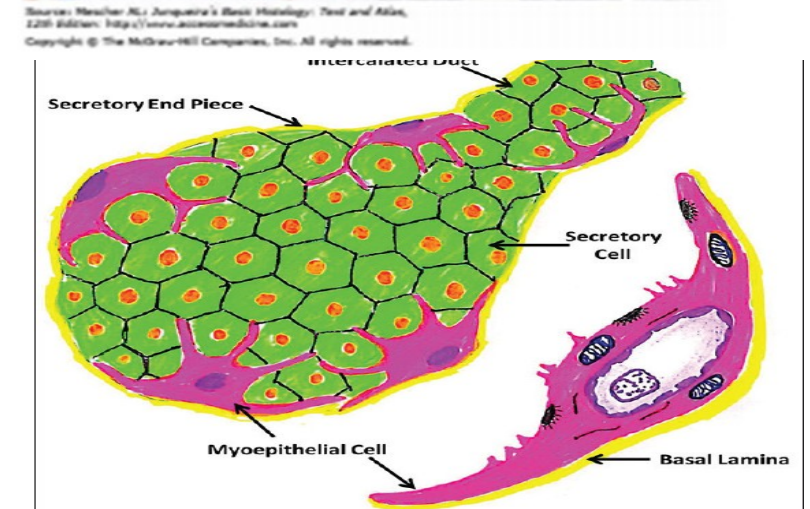 Source: Mescher AL: Junqueira's Basic Histology: Text and Atlas,
12th Edition: http://www.accessmedicine.com
Copyright © The McGraw-Hill Companies, Inc. All rights reserved.
Intercalated Duct
Secretory End Piece
Secretory
Cell
Myoepithelial Cell
Basal Lamina